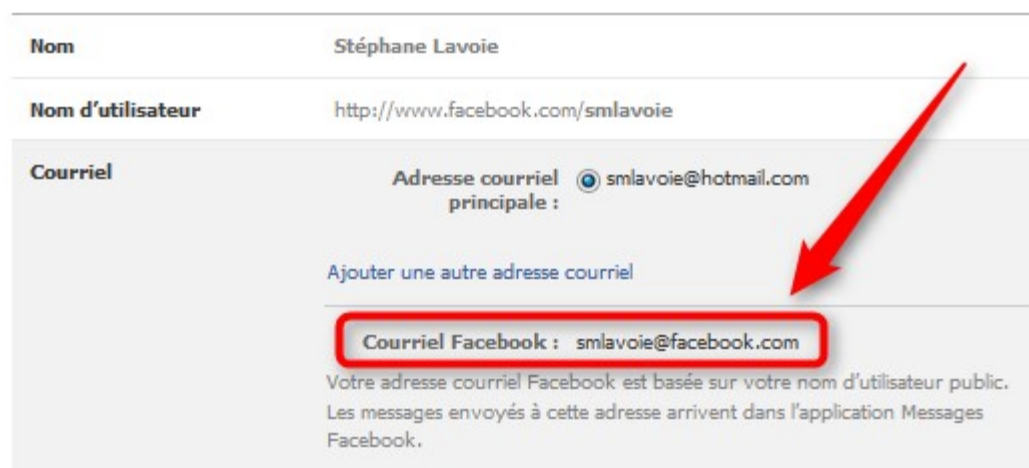 Nom Stéphane Lavoie
Nom d'utilisateur http://www.facebook.com/smlavoie
Courriel Adresse courriel smlavoie@hotmail.com
principale :
Ajouter une autre adresse courriel
Courriel Facebook : smlavoie@facebook.com
Votre adresse courriel Facebook est basée sur votre nom d'utilisateur public.
Les messages envoyés à cette adresse arrivent dans l'application Messages
Facebook.